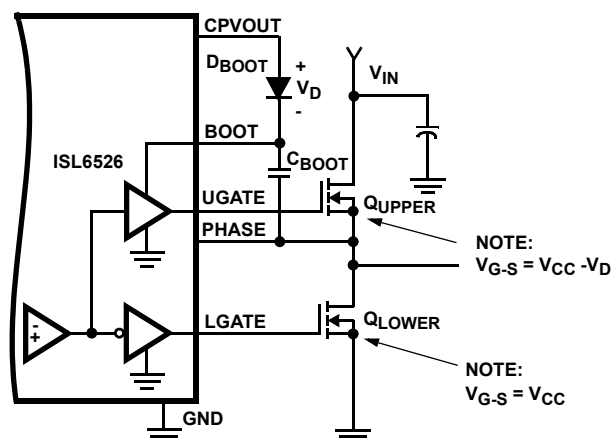 CPVOUT
DBOOT
+
VD
-
VIN
BOOT
ISL6526
CBOOT
UGATE
QUPPER
PHASE
NOTE:
VG-S = VCC -VD
-
+
LGATE
QLOWER
NOTE:
VG-S = VCC
GND